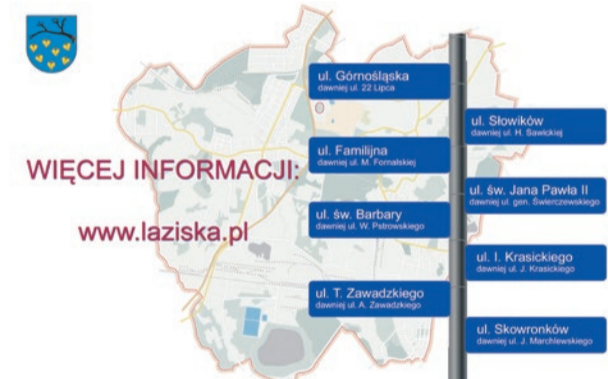 ul. Górnośląska
dawniej ul. 22 Lipca
ul. Słowików
dawniej ul. H. Sawickiej
ul. Familijna
dawniej ul. M. Fornalskiej
WIĘCEJ INFORMACJI:
ul. św. Jana Pawła II
dawniej ul. gen. Świerczewskiego
ul. św. Barbary
dawniej ul. W. Pstrowskiego
www.laziska.pl
ul. I. Krasickiego
dawniej ul. J. Krasickiego
ul. T. Zawadzkiego
dawniej ul. A. Zawadzkiego
ul. Skowronków
dawniej ul. J. Marchlewskiego